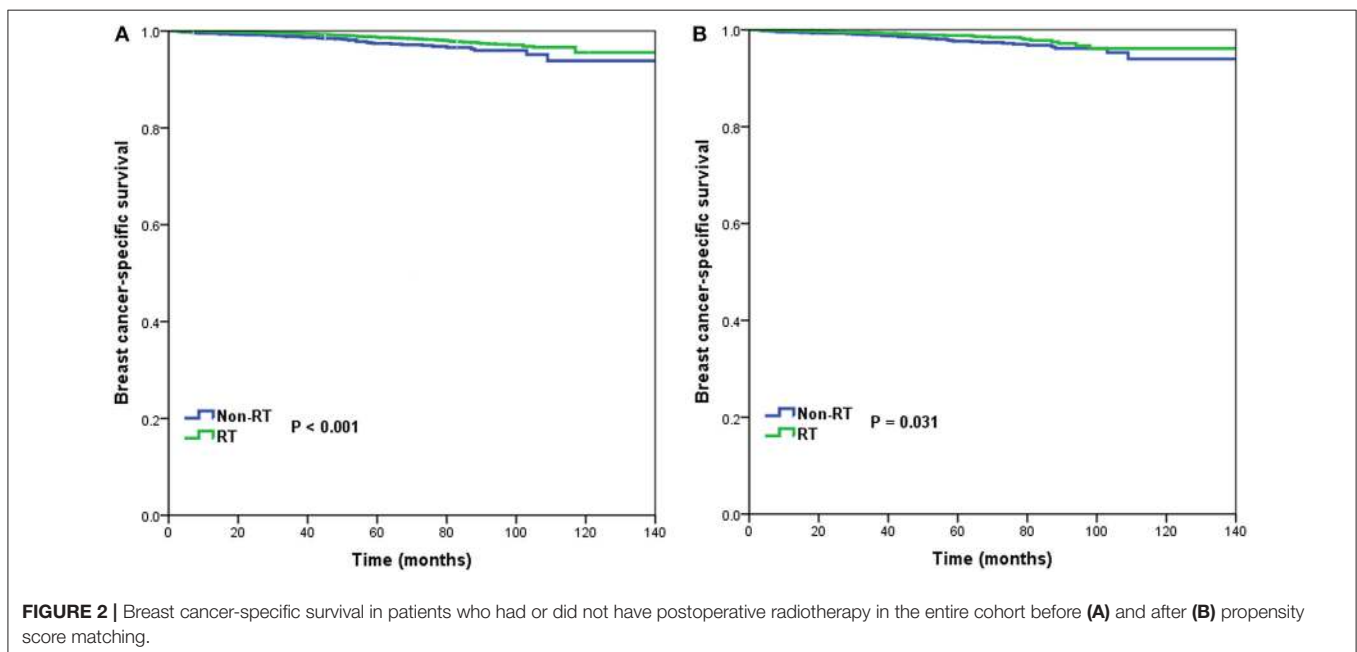 A
Breast cancer-specific survival
1.0
0.8
0.6
0.4
0.2
0.0
Non-RT
RT
P < 0.001
0 20 40 60 80 100 120 140
Time (months)
B
Breast cancer-specific survival
1.0
0.8
0.6
0.4
0.2
0.0
Non-RT
RT
P = 0.031
0 20 40 60 80 100 120 140
Time (months)
FIGURE 2 | Breast cancer-specific survival in patients who had or did not have postoperative radiotherapy in the entire cohort before (A) and after (B) propensity
score matching.